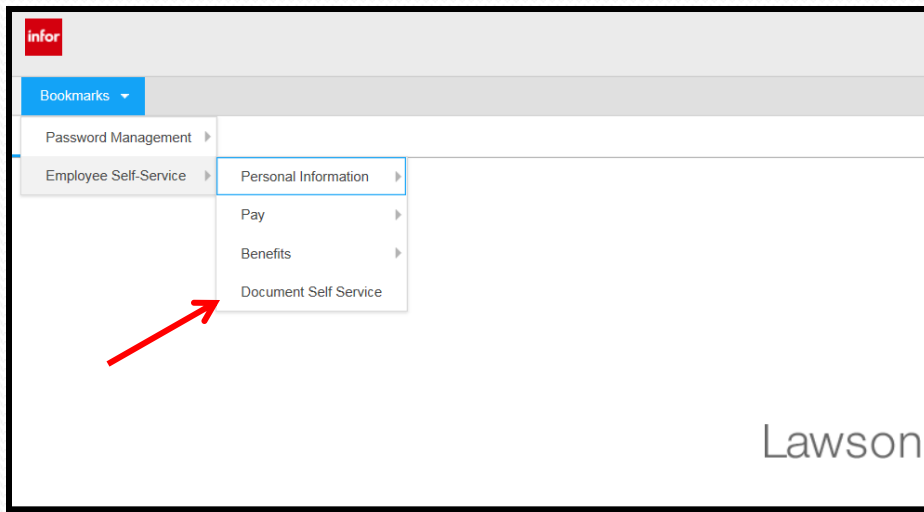 infor
Bookmarks
Password Management
Employee Self-Service
Personal Information
Pay
Benefits
Document Self Service
Lawson